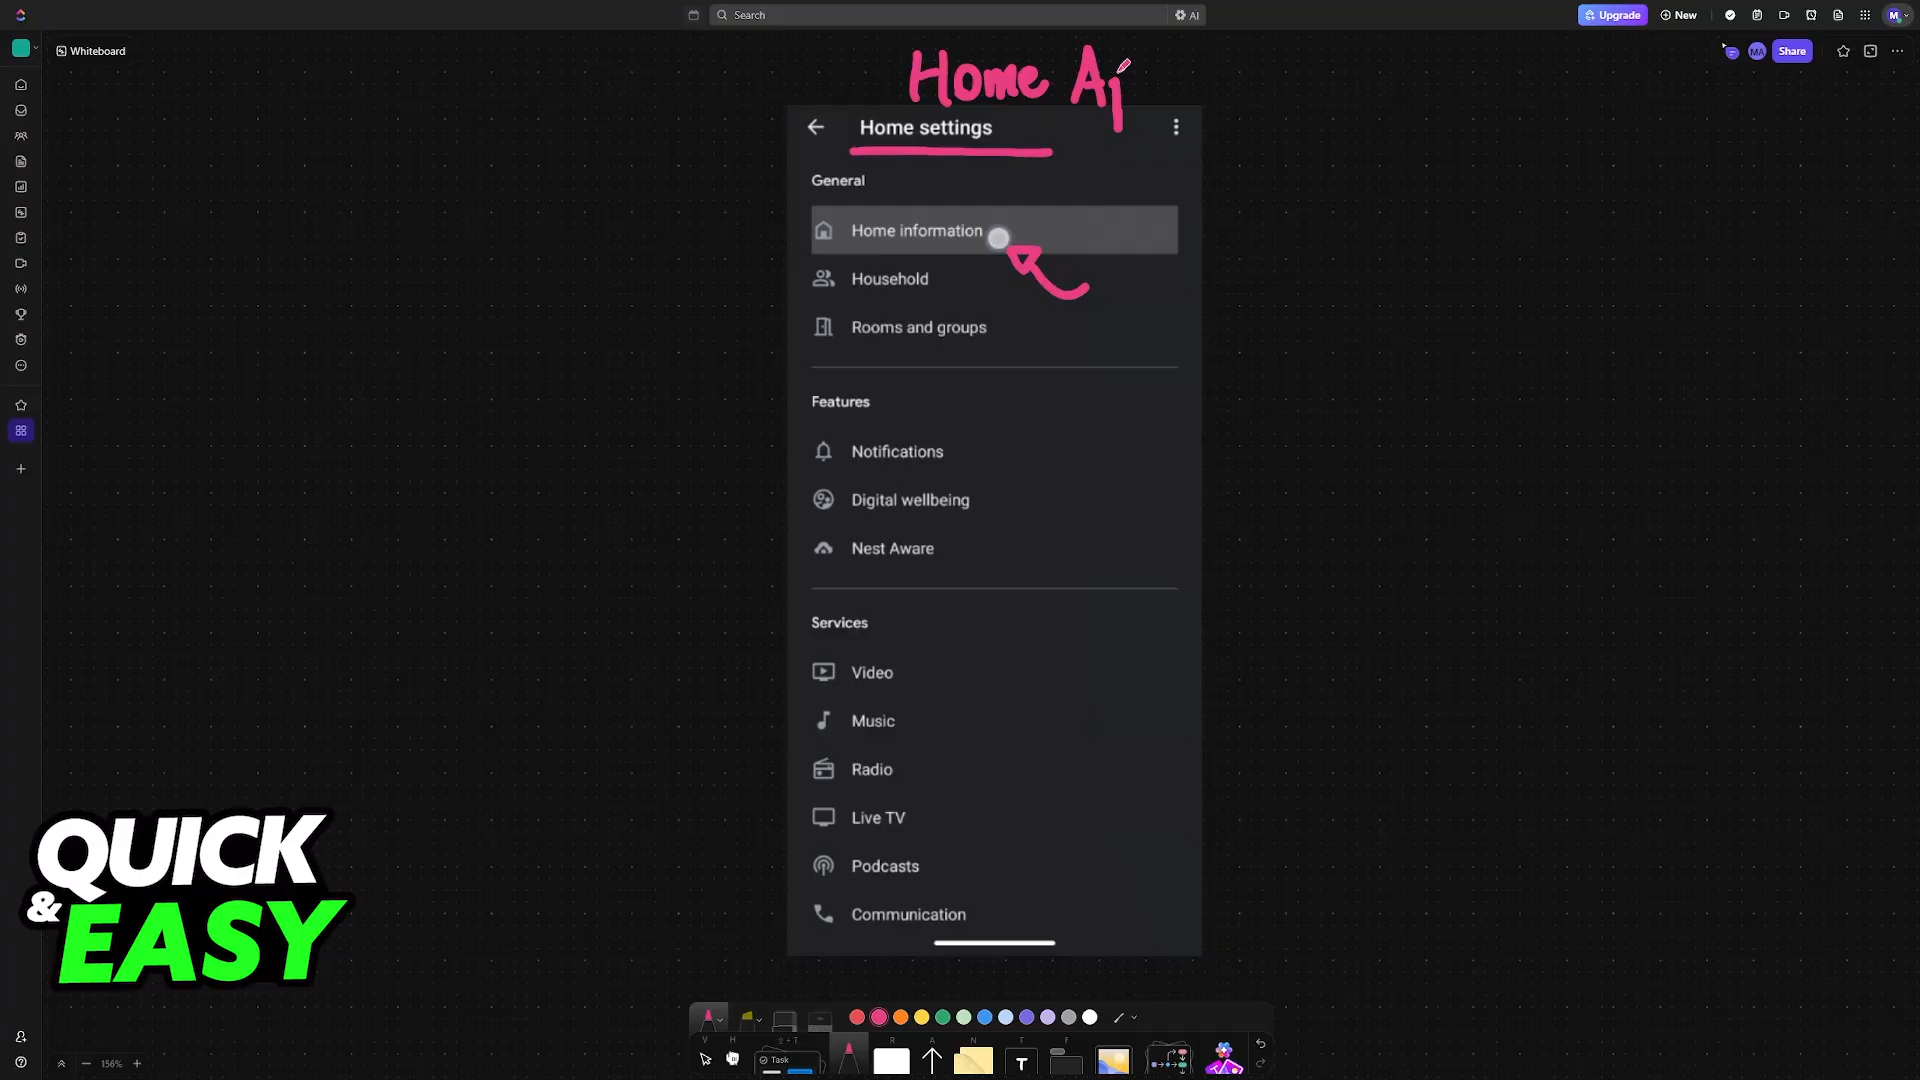 Search
AI
Upgrade
New
M
Whiteboard
MA
Share
Home A
Home settings
General
Home information
Household
Rooms and groups
Features
Notifications
Digital wellbeing
Nest Aware
Services
Video
Music
Radio
Live TV
Podcasts
Communication
QUICK
& EASY
V
H
⇧ + T
R
A
N
T
F
Task
T
156%